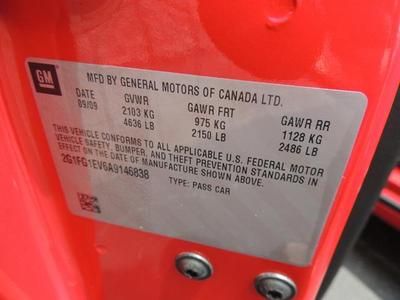 GM
MFD BY GENERAL MOTORS OF CANADA LTD.
DATE GVWR GAWR FRT GAWR RR
09/09 2103 KG 975 KG 1128 KG
4636 LB 2150 LB 2486 LB
THIS VEHICLE CONFORMS TO ALL APPLICABLE U.S. FEDERAL MOTOR
VEHICLE SAFETY, BUMPER, AND THEFT PREVENTION STANDARDS IN
EFFECT ON THE DATE OF MANUFACTURE SHOWN ABOVE.
2G1FG1EV6A9146838
TYPE: PASS CAR